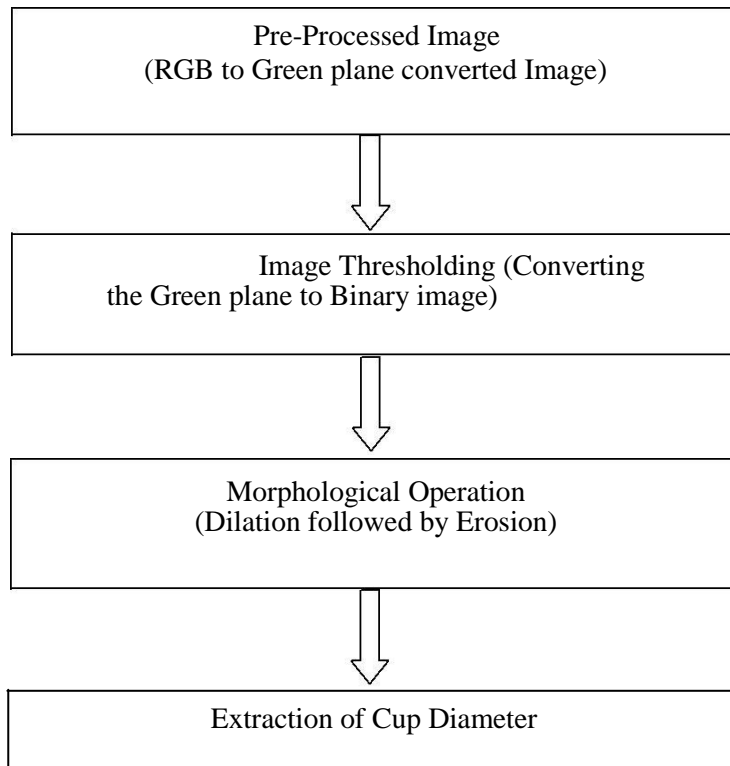 Pre-Processed Image
(RGB to Green plane converted Image)
Image Thresholding (Converting
the Green plane to Binary image)
Morphological Operation
(Dilation followed by Erosion)
Extraction of Cup Diameter